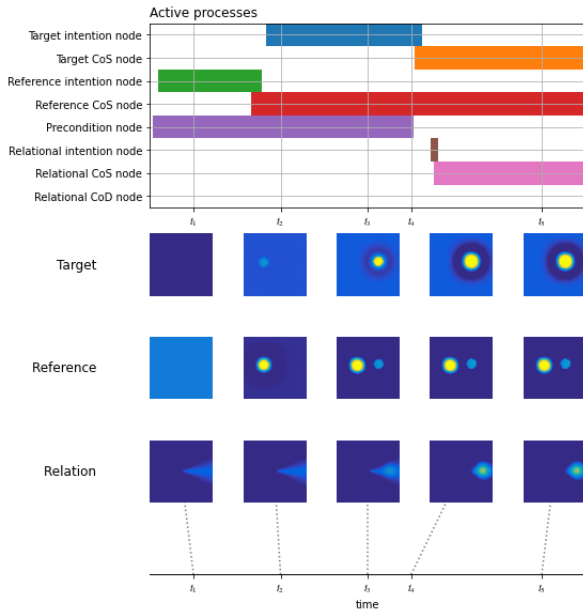 Active processes
Target intention node
Target CoS node
Reference intention node
Reference CoS node
Precondition node
Relational intention node
Relational CoS node
Relational CoD node
t1 t2 t3 t4 t5
Target
Reference
Relation
t1 t2 t3 t4 t5
time